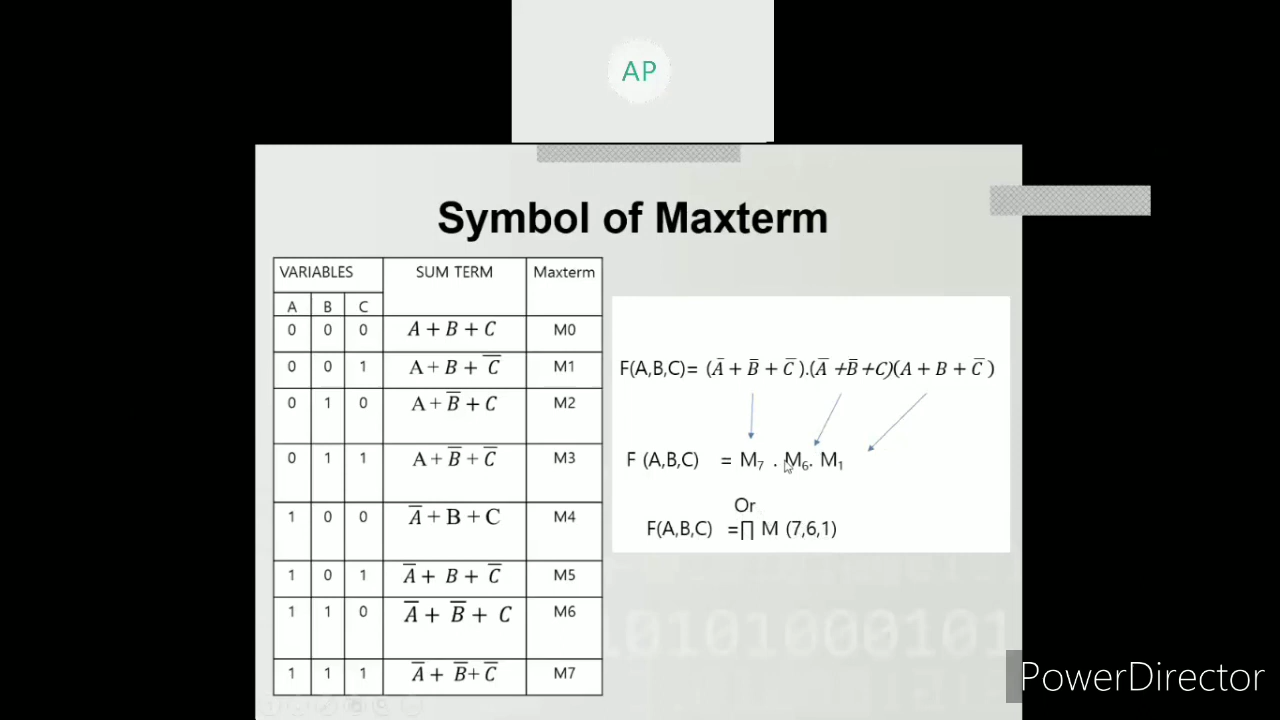 AP
Symbol of Maxterm
VARIABLES SUM TERM Maxterm
A B C
0 0 0 A + B + C M0
0 0 1 A + B + C̅ M1
0 1 0 A + B̅ + C M2
0 1 1 A + B̅ + C̅ M3
1 0 0 A̅ + B + C M4
1 0 1 A̅ + B + C̅ M5
1 1 0 A̅ + B̅ + C M6
1 1 1 A̅ + B̅+ C̅ M7
F(A,B,C)= (A̅ + B̅ + C̅ ).(A̅ +B̅+C)(A + B + C̅ )
F (A,B,C) = M₇ . M₆. M₁
Or
F(A,B,C) =∏ M (7,6,1)
10101000101
PowerDirector